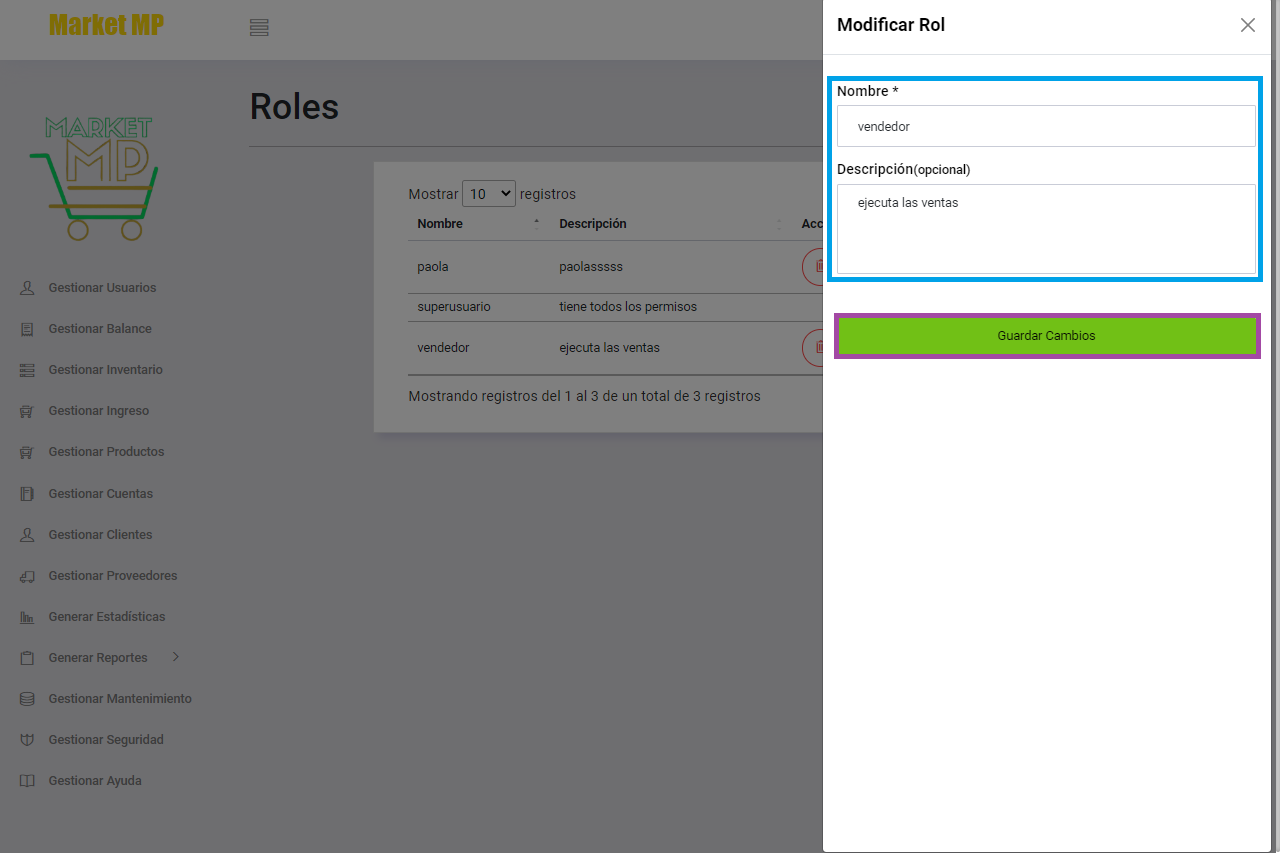 Market MP
MARKET
MP
Gestionar Usuarios
Gestionar Balance
Gestionar Inventario
Gestionar Ingreso
Gestionar Productos
Gestionar Cuentas
Gestionar Clientes
Gestionar Proveedores
Generar Estadísticas
Generar Reportes
Gestionar Mantenimiento
Gestionar Seguridad
Gestionar Ayuda
Roles
Mostrar 10 registros
Nombre Descripción Acc
paola paolasssss
superusuario tiene todos los permisos
vendedor ejecuta las ventas
Mostrando registros del 1 al 3 de un total de 3 registros
Modificar Rol
Nombre *
vendedor
Descripción(opcional)
ejecuta las ventas
Guardar Cambios